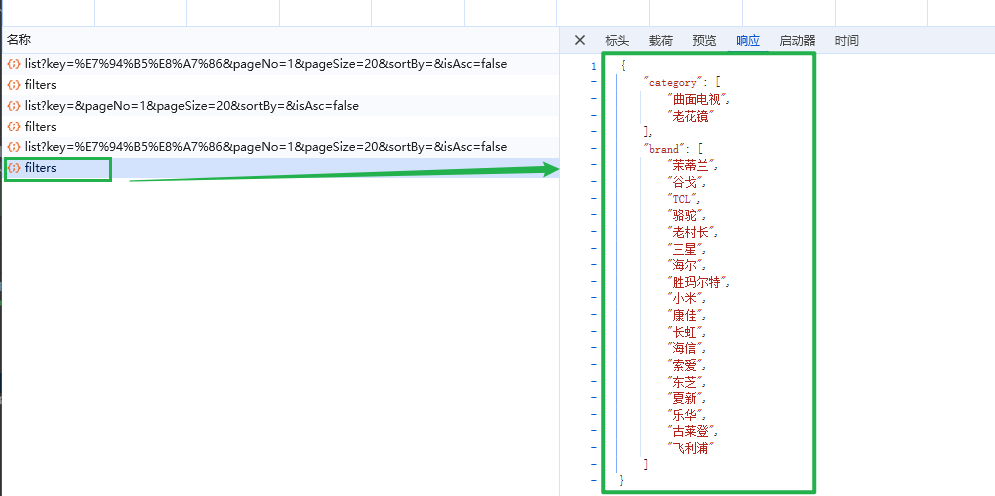 名称
list?key=%E7%94%B5%E8%A7%86&pageNo=1&pageSize=20&sortBy=&isAsc=false
filters
list?key=&pageNo=1&pageSize=20&sortBy=&isAsc=false
filters
list?key=%E7%94%B5%E8%A7%86&pageNo=1&pageSize=20&sortBy=&isAsc=false
filters
标头 载荷 预览 响应 启动器 时间
1 {
- "category": [
- "曲面电视",
- "老花镜"
- ],
- "brand": [
- "茉蒂兰",
- "谷戈",
- "TCL",
- "骆驼",
- "老村长",
- "三星",
- "海尔",
- "胜玛尔特",
- "小米",
- "康佳",
- "长虹",
- "海信",
- "索爱",
- "东芝",
- "夏新",
- "乐华",
- "古莱登",
- "飞利浦"
- ]
- }